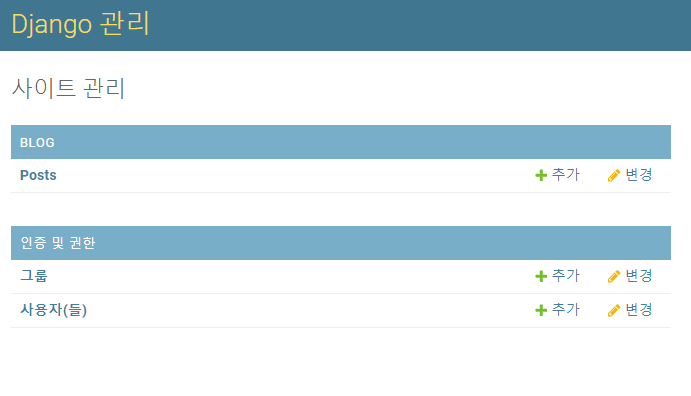 Django 관리
사이트 관리
BLOG
Posts 추가 변경
인증 및 권한
그룹 추가 변경
사용자(들) 추가 변경